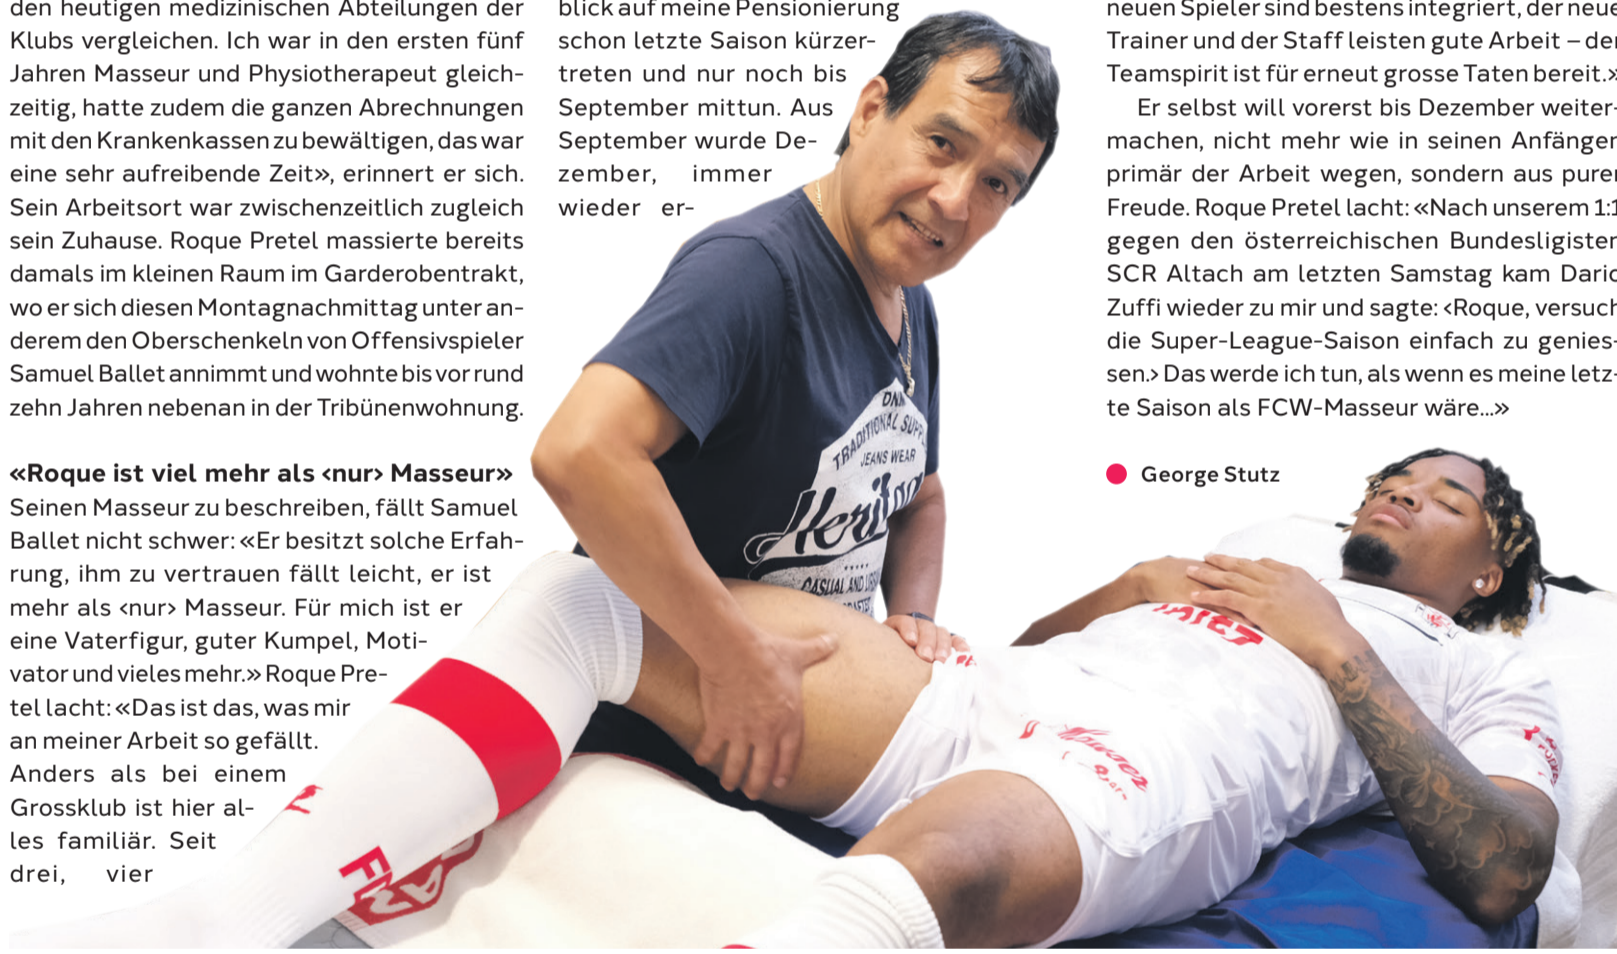 den heutigen medizinischen Abteilungen der
Klubs vergleichen. Ich war in den ersten fünf
Jahren Masseur und Physiotherapeut gleich-
zeitig, hatte zudem die ganzen Abrechnungen
mit den Krankenkassen zu bewältigen, das war
eine sehr aufreibende Zeit», erinnert er sich.
Sein Arbeitsort war zwischenzeitlich zugleich
sein Zuhause. Roque Pretel massierte bereits
damals im kleinen Raum im Garderobentrakt,
wo er sich diesen Montagnachmittag unter an-
derem den Oberschenkeln von Offensivspieler
Samuel Ballet annimmt und wohnte bis vor rund
zehn Jahren nebenan in der Tribünenwohnung.
«Roque ist viel mehr als ‹nur› Masseur»
Seinen Masseur zu beschreiben, fällt Samuel
Ballet nicht schwer: «Er besitzt solche Erfah-
rung, ihm zu vertrauen fällt leicht, er ist
mehr als ‹nur› Masseur. Für mich ist er
eine Vaterfigur, guter Kumpel, Moti-
vator und vieles mehr.» Roque Pre-
tel lacht: «Das ist das, was mir
an meiner Arbeit so gefällt.
Anders als bei einem
Grossklub ist hier al-
les familiär. Seit
drei, vier
blick auf meine Pensionierung
schon letzte Saison kürzer-
treten und nur noch bis
September mittun. Aus
September wurde De-
zember, immer
wieder er-
neuen Spieler sind bestens integriert, der neue
Trainer und der Staff leisten gute Arbeit – der
Teamspirit ist für erneut grosse Taten bereit.»
Er selbst will vorerst bis Dezember weiter-
machen, nicht mehr wie in seinen Anfängen
primär der Arbeit wegen, sondern aus purer
Freude. Roque Pretel lacht: «Nach unserem 1:1
gegen den österreichischen Bundesligisten
SCR Altach am letzten Samstag kam Dario
Zuffi wieder zu mir und sagte: ‹Roque, versuch
die Super-League-Saison einfach zu genies-
sen.› Das werde ich tun, als wenn es meine letz-
te Saison als FCW-Masseur wäre...»
George Stutz
TRADITIONAL
JEANS WEAR
CASUAL AND